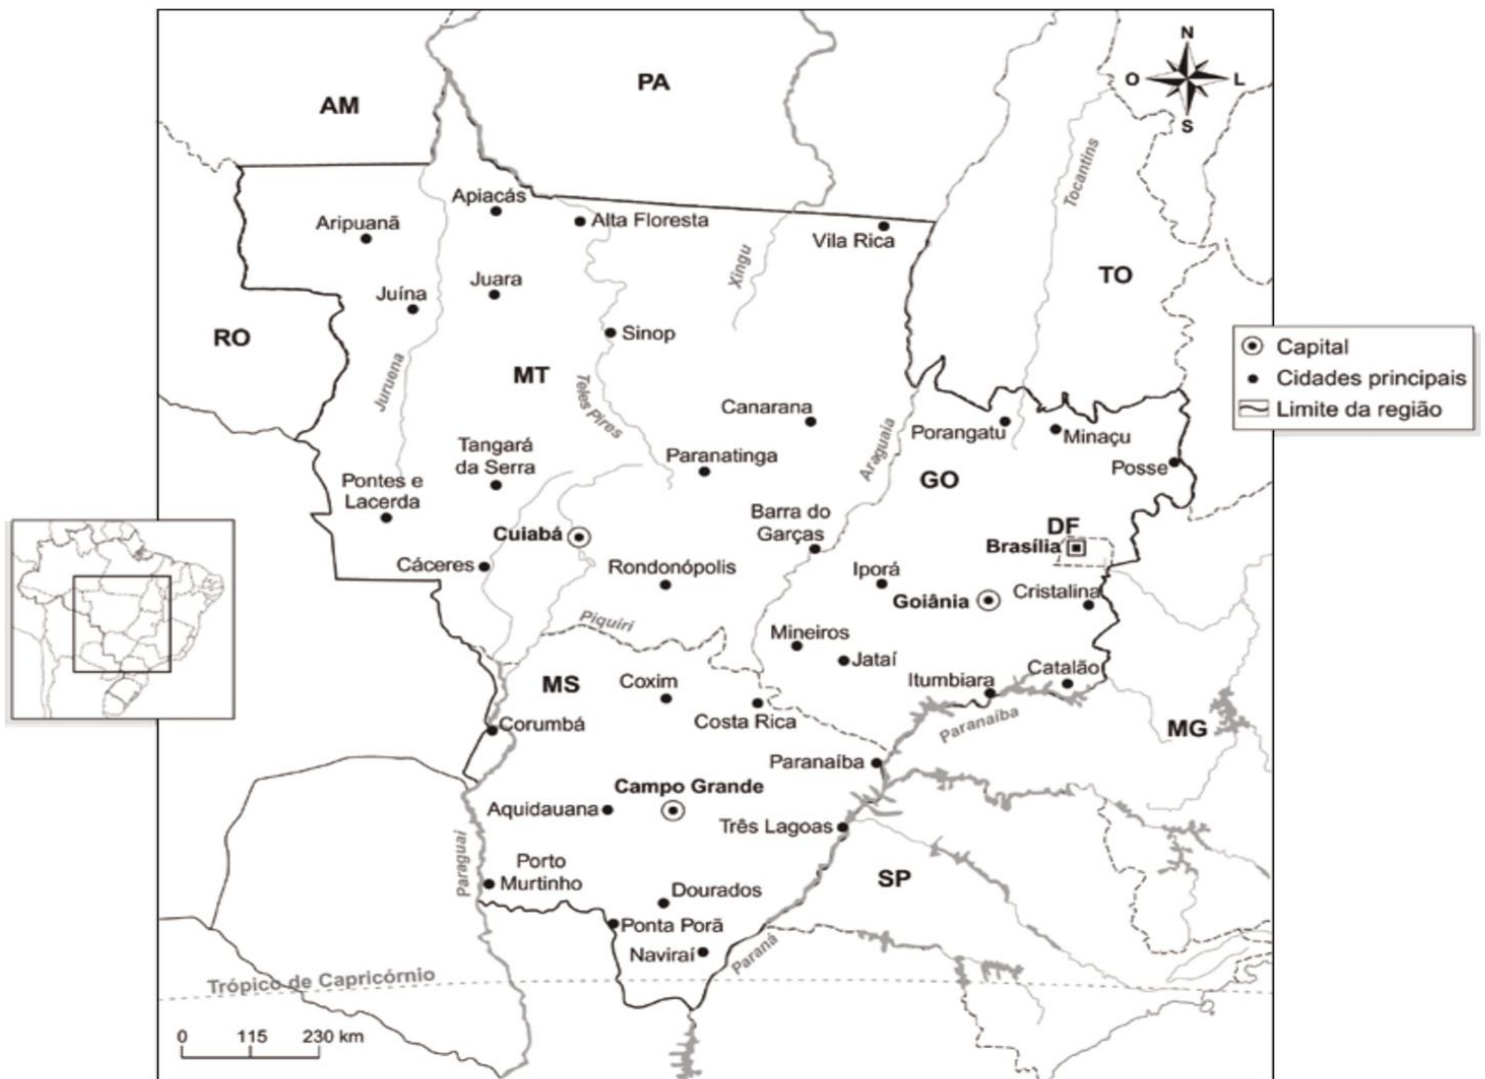 N
PA
O
L
AM
S
Tocantins
Apiacás
Aripuanã
Alta Floresta
Vila Rica
Xingu
TO
Juara
Juína
RO
Sinop
Capital
Cidades principais
Limite da região
MT
Juruena
Teles Pires
Canarana
Araguaia
Porangatu
Minaçu
Tangará
da Serra
Paranatinga
Posse
Pontes e
Lacerda
GO
Barra do
Garças
DF
Cuiabá
Brasília
Cáceres
Rondonópolis
Iporá
Goiânia
Cristalina
Piquiri
Mineiros
Jataí
Catalão
MS
Coxim
Itumbiara
Costa Rica
Corumbá
Paranaíba
MG
Paranaíba
Campo Grande
Aquidauana
Três Lagoas
Paraguai
Porto
Murtinho
SP
Dourados
Ponta Porã
Naviraí
Paraná
Trópico de Capricórnio
0 115 230 km